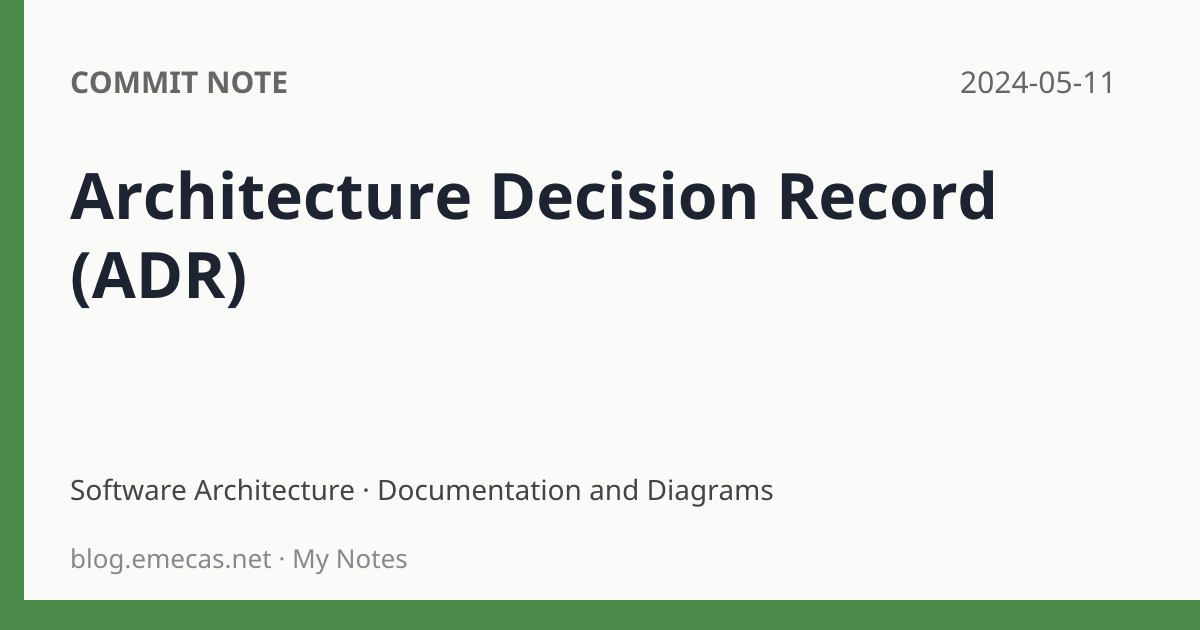 COMMIT NOTE
2024-05-11
Architecture Decision Record
(ADR)
Software Architecture · Documentation and Diagrams
blog.emecas.net · My Notes